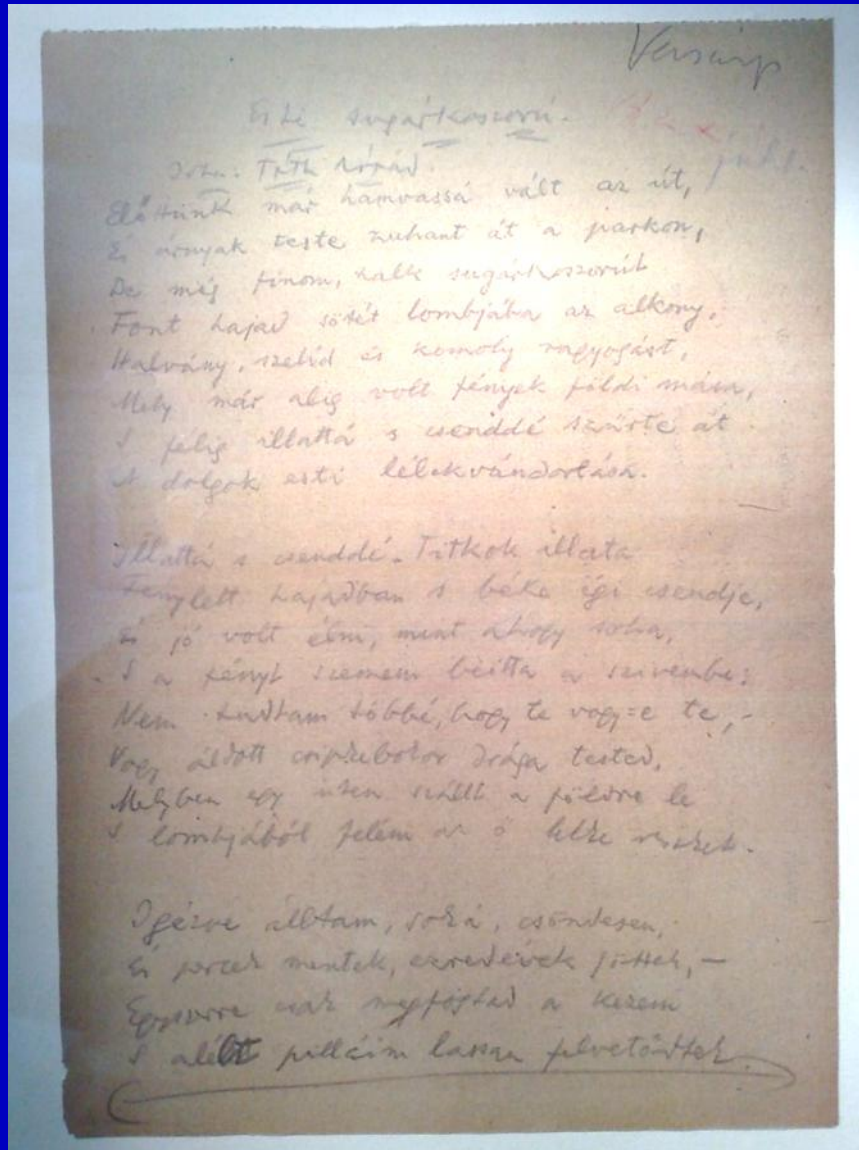 Esti sugárkoszorú.
Irta: Tóth Árpád.
Előttünk már hamvassá vált az út,
És árnyak teste zuhant át a parkon,
De még finom, halk sugárkoszorút
Font hajad sötét lombjába az alkony.
Halvány, szelíd és komoly ragyogást,
Mely már alig volt fények földi mása,
S félig illattá s csenddé szűrte át
A dolgok esti lélekvándorlása.
Illattá s csenddé. Titkok illata
Fénylett hajadban s béke égi csendje,
És jó volt élni, mint ahogy soha,
S a fényt szemem beitta a szivembe:
Nem tudtam többé, hogy te vagy-e te,-
Vagy áldott csipkebokor drága tested,
Melyben egy isten szállt a földre le
S lombjából felém az ő lelke reszket.
Igézve álltam, soká, csöndesen,
És percek mentek, ezredévek jöttek,—
Egyszerre csak megfogtad a kezem
S alélt pilláim lassan felvetődtek.